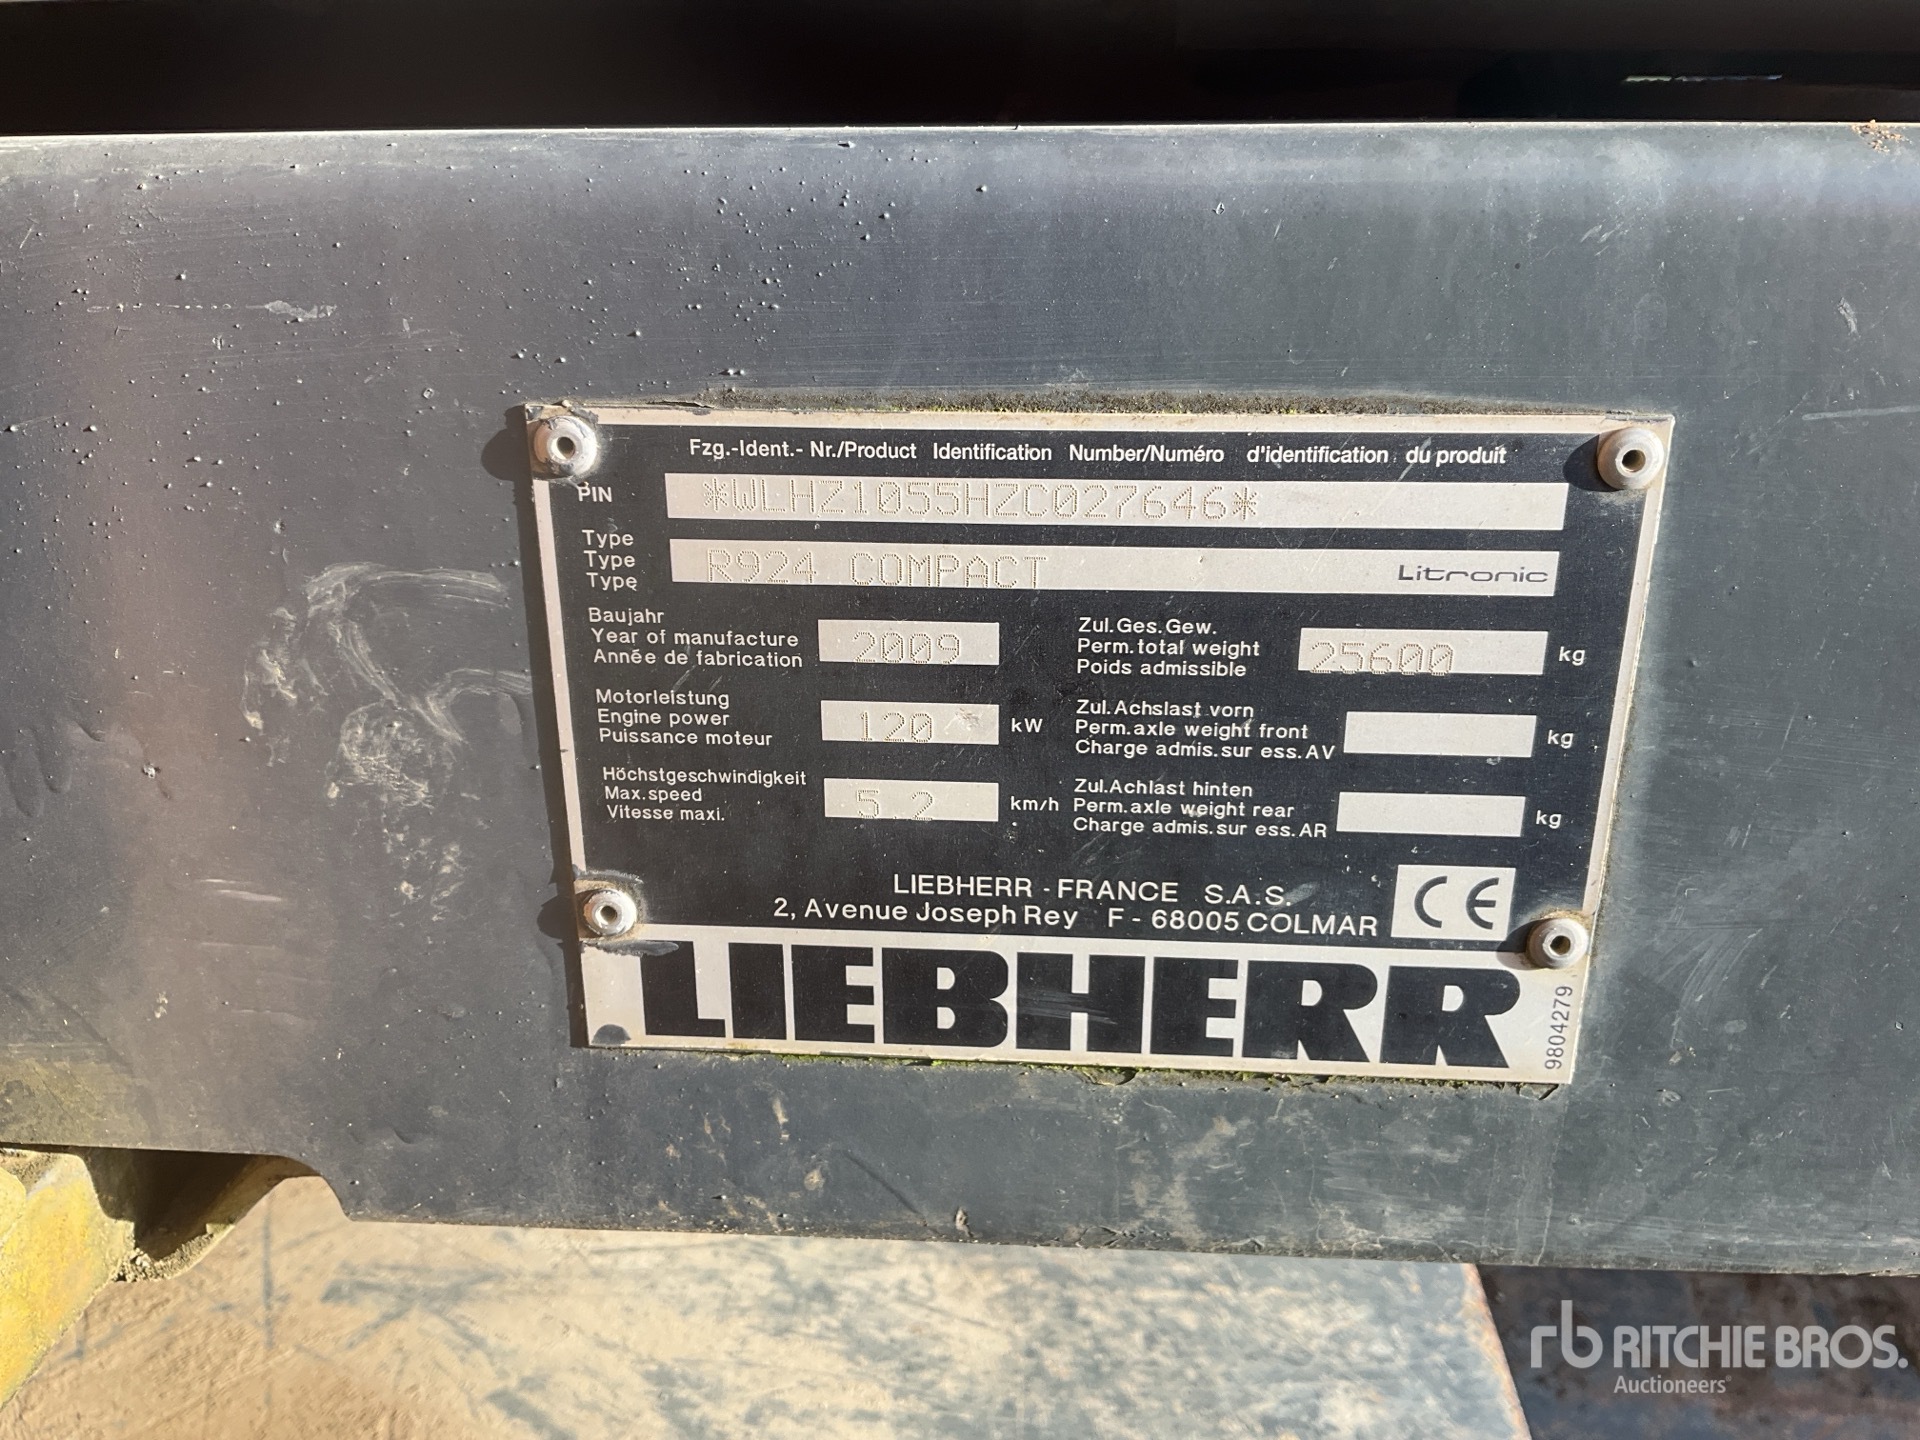 Fzg.-Ident.- Nr./Product Identification Number/Numéro d'identification du produit
PIN *WLHZ1055HZC027646*
Type
Type R924 COMPACT Litronic
Type
Baujahr
Year of manufacture 2009
Année de fabrication
Zul.Ges.Gew.
Perm.total weight 25600 kg
Poids admissible
Motorleistung
Engine power 120 kW
Puissance moteur
Zul.Achslast vorn
Perm.axle weight front kg
Charge admis.sur ess.AV
Höchstgeschwindigkeit
Max.speed 5.2 km/h
Vitesse maxi.
Zul.Achlast hinten
Perm.axle weight rear kg
Charge admis.sur ess.AR
LIEBHERR - FRANCE S.A.S.
2, Avenue Joseph Rey F - 68005 COLMAR
CE
LIEBHERR
9804279
rb RITCHIE BROS.
Auctioneers